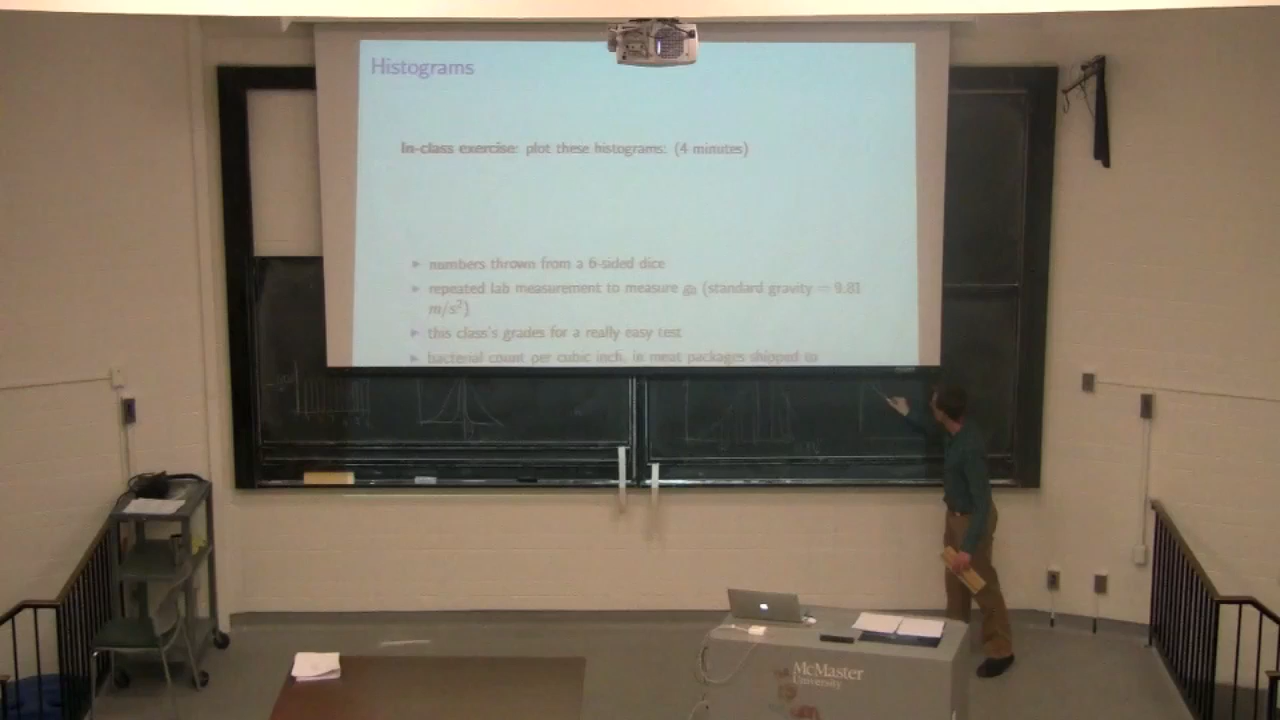 Histograms
In-class exercise: plot these histograms: (4 minutes)
▶ numbers thrown from a 6-sided dice
▶ repeated lab measurement to measure g₀ (standard gravity = 9.81
m/s²)
▶ this class's grades for a really easy test
▶ bacterial count per cubic inch, in meat packages shipped to
McMaster
University